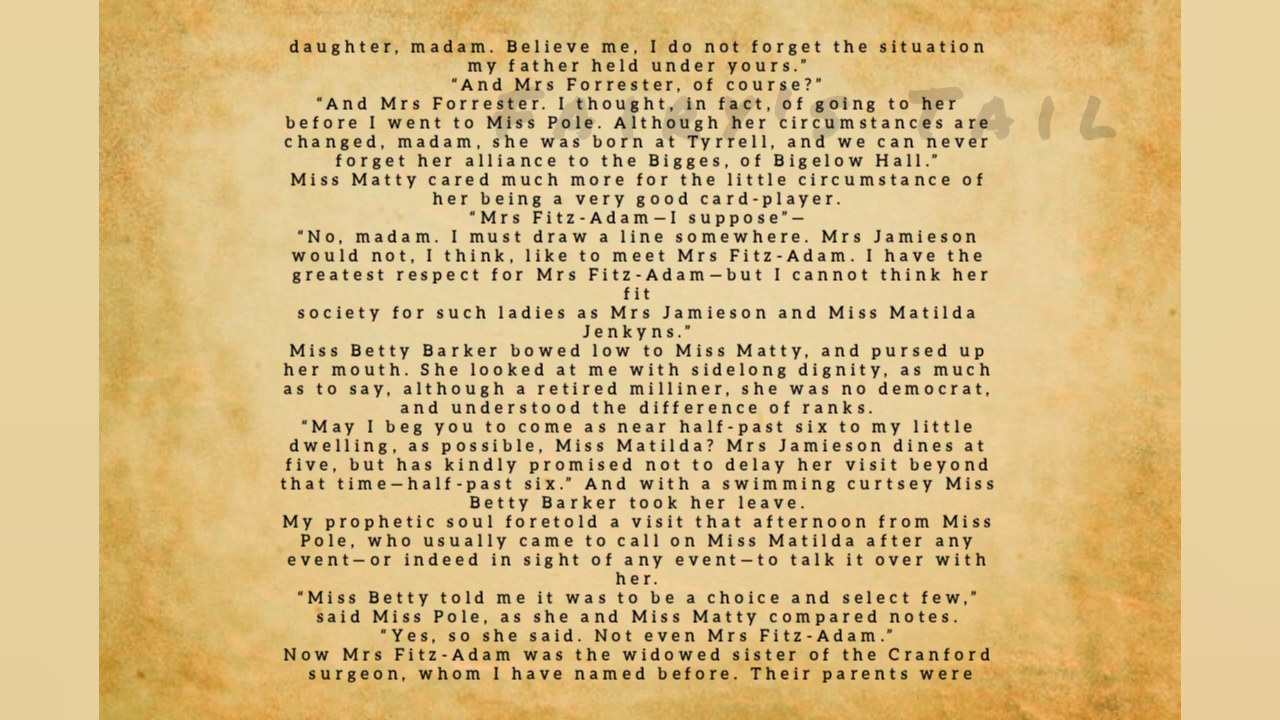 daughter, madam. Believe me, I do not forget the situation
my father held under yours.”
“And Mrs Forrester, of course?”
“And Mrs Forrester. I thought, in fact, of going to her
before I went to Miss Pole. Although her circumstances are
changed, madam, she was born at Tyrrell, and we can never
forget her alliance to the Bigges, of Bigelow Hall.”
Miss Matty cared much more for the little circumstance of
her being a very good card-player.
“Mrs Fitz-Adam—I suppose”—
“No, madam. I must draw a line somewhere. Mrs Jamieson
would not, I think, like to meet Mrs Fitz-Adam. I have the
greatest respect for Mrs Fitz-Adam—but I cannot think her
fit
society for such ladies as Mrs Jamieson and Miss Matilda
Jenkyns.”
Miss Betty Barker bowed low to Miss Matty, and pursed up
her mouth. She looked at me with sidelong dignity, as much
as to say, although a retired milliner, she was no democrat,
and understood the difference of ranks.
“May I beg you to come as near half-past six to my little
dwelling, as possible, Miss Matilda? Mrs Jamieson dines at
five, but has kindly promised not to delay her visit beyond
that time—half-past six.” And with a swimming curtsey Miss
Betty Barker took her leave.
My prophetic soul foretold a visit that afternoon from Miss
Pole, who usually came to call on Miss Matilda after any
event—or indeed in sight of any event—to talk it over with
her.
“Miss Betty told me it was to be a choice and select few,”
said Miss Pole, as she and Miss Matty compared notes.
“Yes, so she said. Not even Mrs Fitz-Adam.”
Now Mrs Fitz-Adam was the widowed sister of the Cranford
surgeon, whom I have named before. Their parents were
TAIL